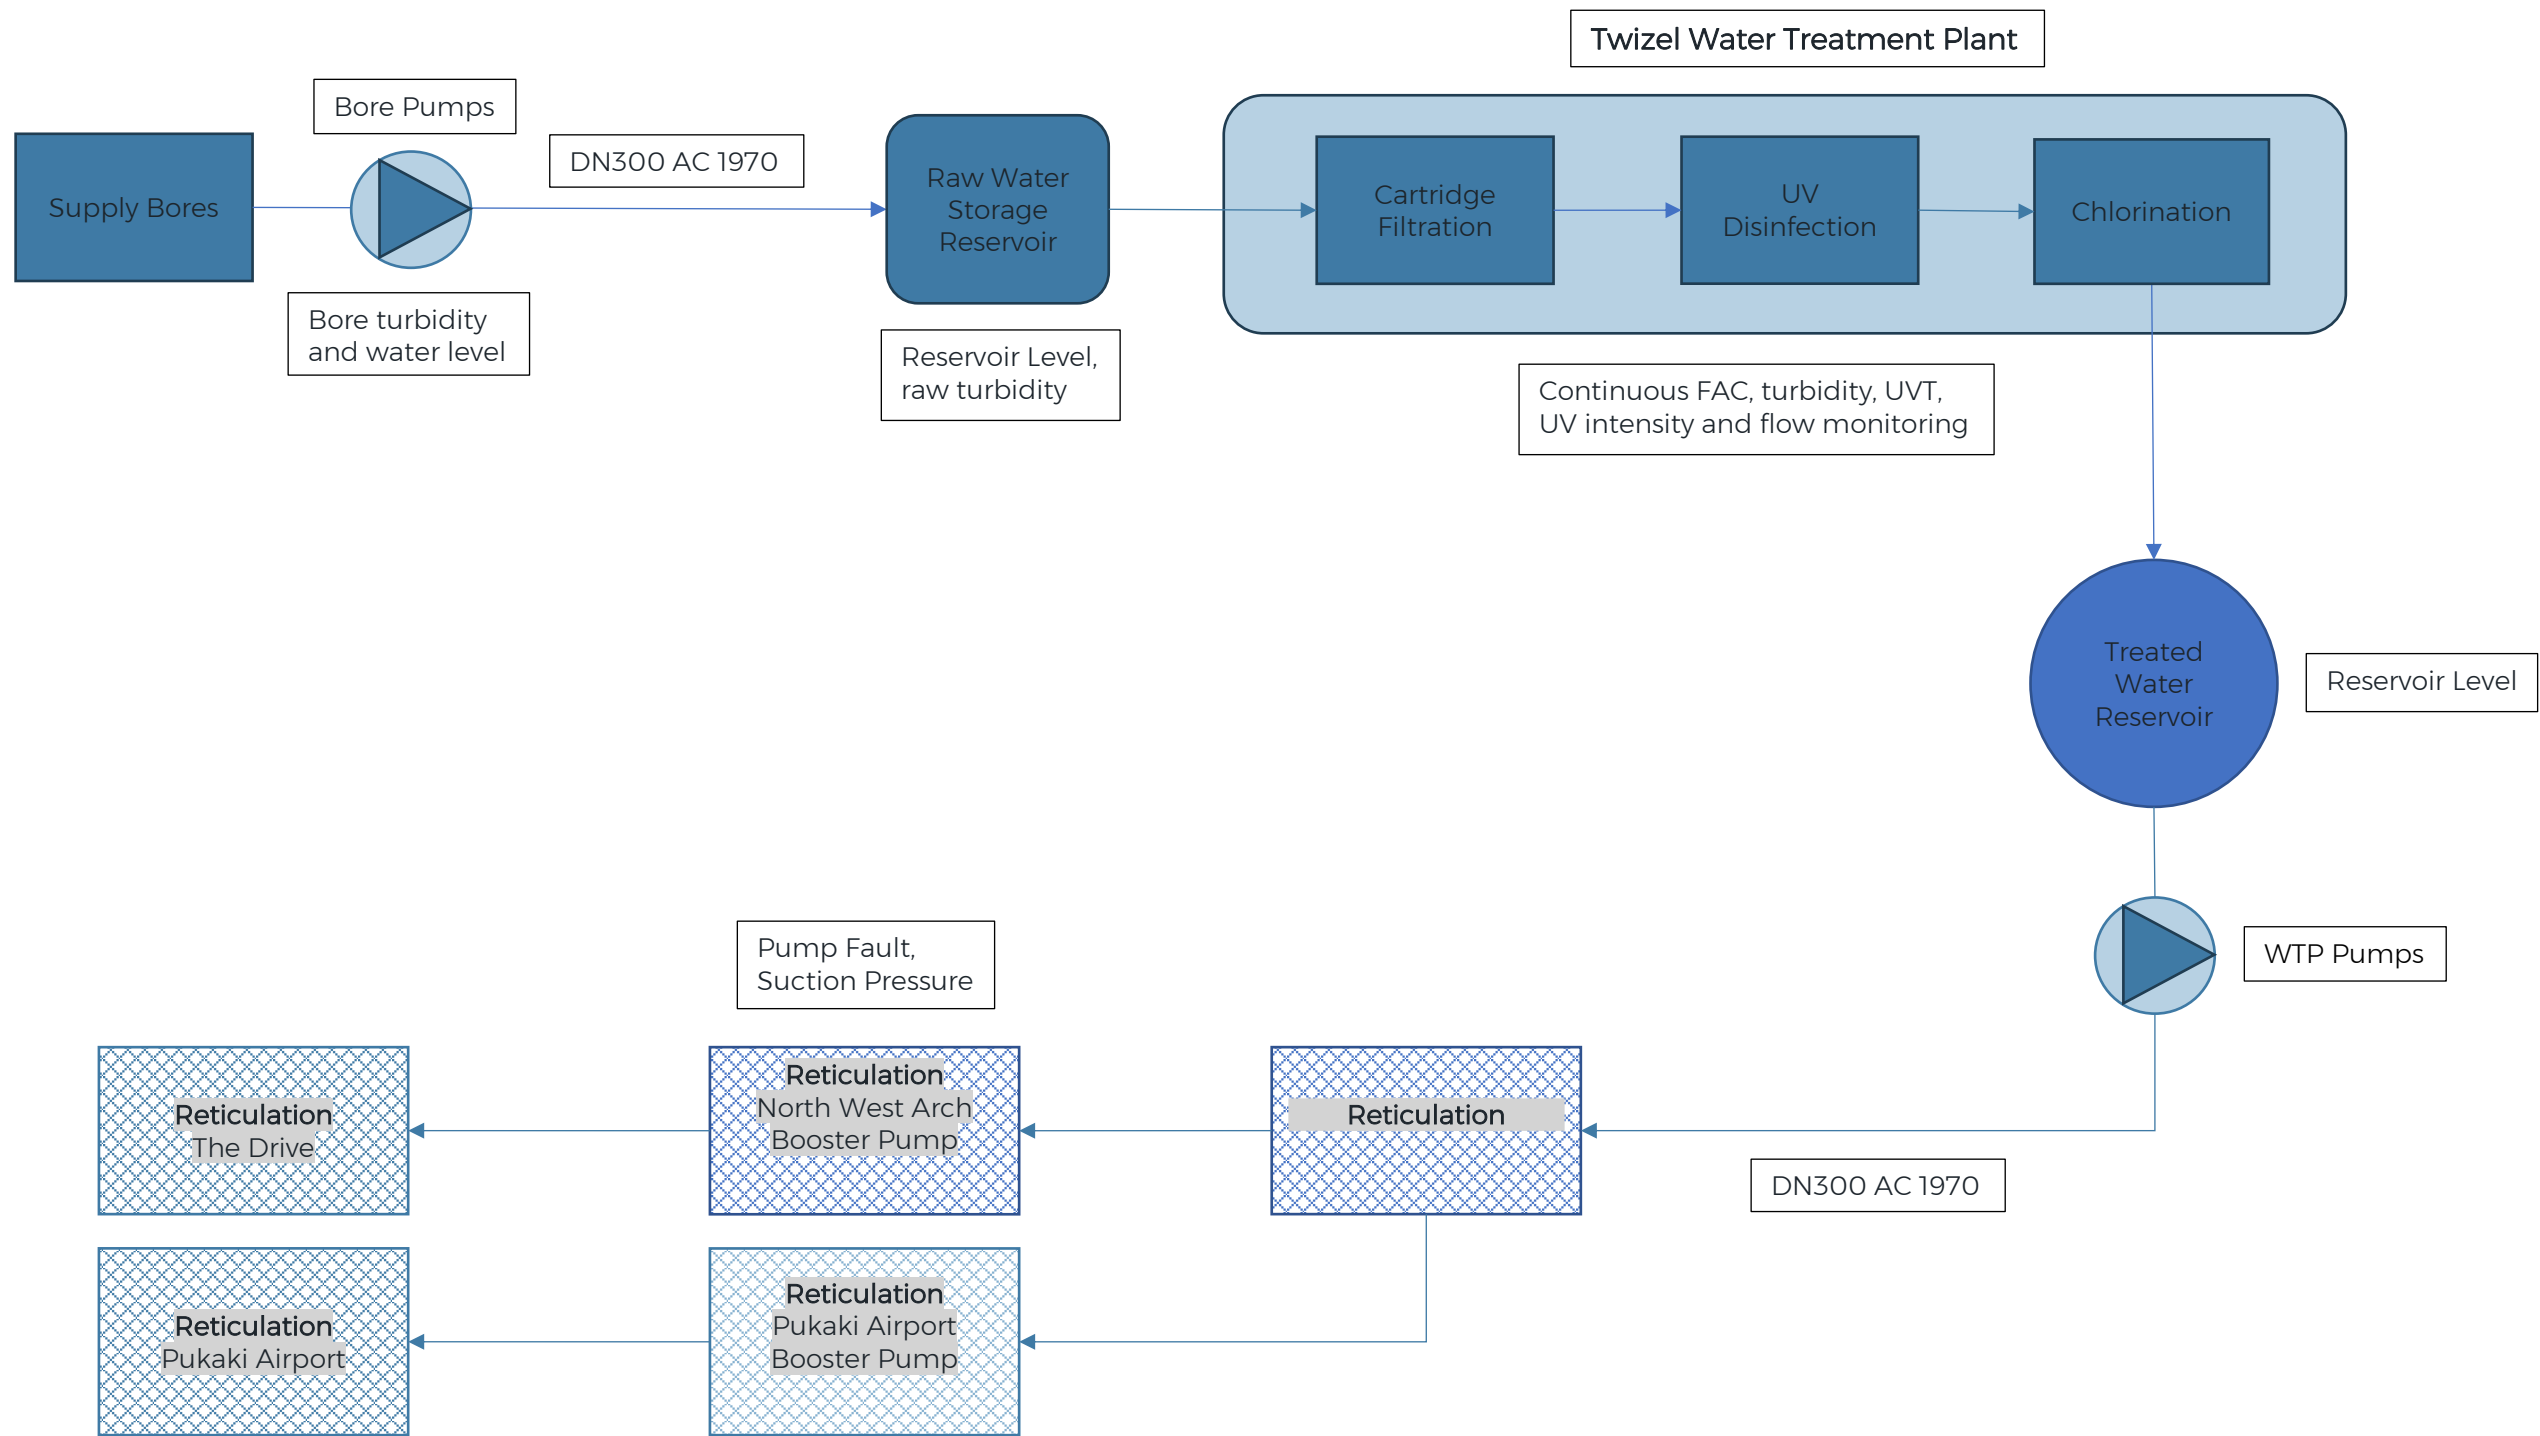 Twizel Water Treatment Plant
Bore Pumps
DN300 AC 1970
Supply Bores
Raw Water
Storage
Reservoir
Cartridge
Filtration
UV
Disinfection
Chlorination
Bore turbidity
and water level
Reservoir Level,
raw turbidity
Continuous FAC, turbidity, UVT,
UV intensity and flow monitoring
Treated
Water
Reservoir
Reservoir Level
WTP Pumps
Pump Fault,
Suction Pressure
Reticulation
The Drive
Reticulation
North West Arch
Booster Pump
Reticulation
DN300 AC 1970
Reticulation
Pukaki Airport
Reticulation
Pukaki Airport
Booster Pump